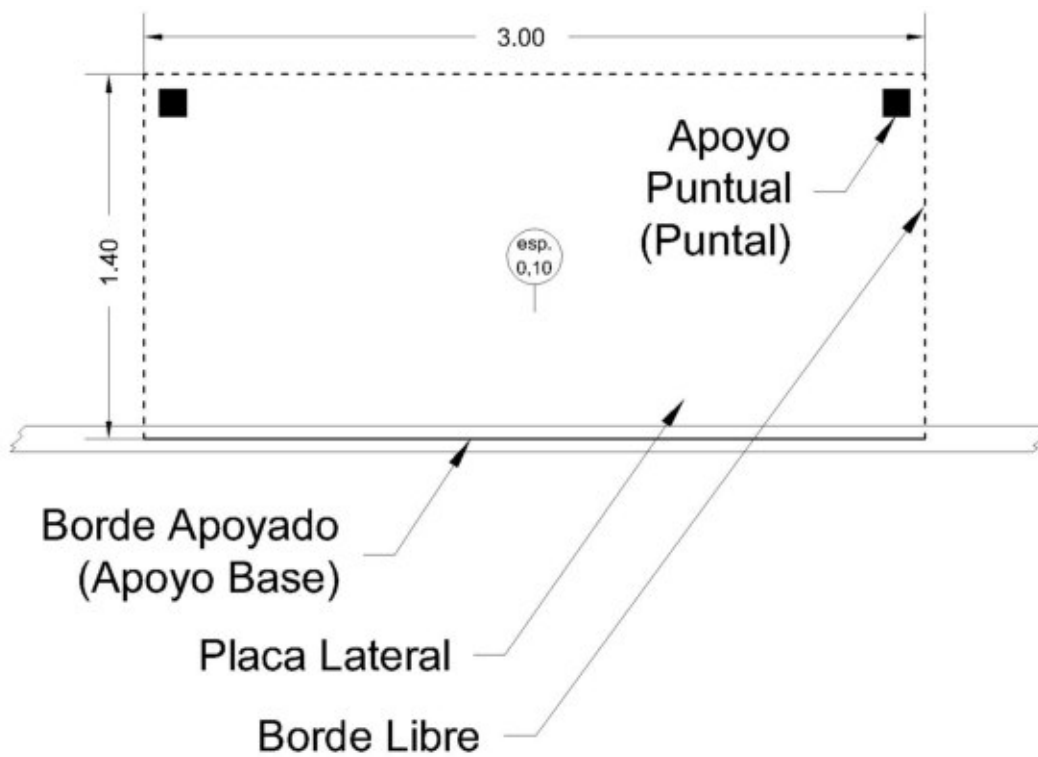 3.00
Apoyo
Puntual
(Puntal)
1.40
esp.
0,10
Borde Apoyado
(Apoyo Base)
Placa Lateral
Borde Libre